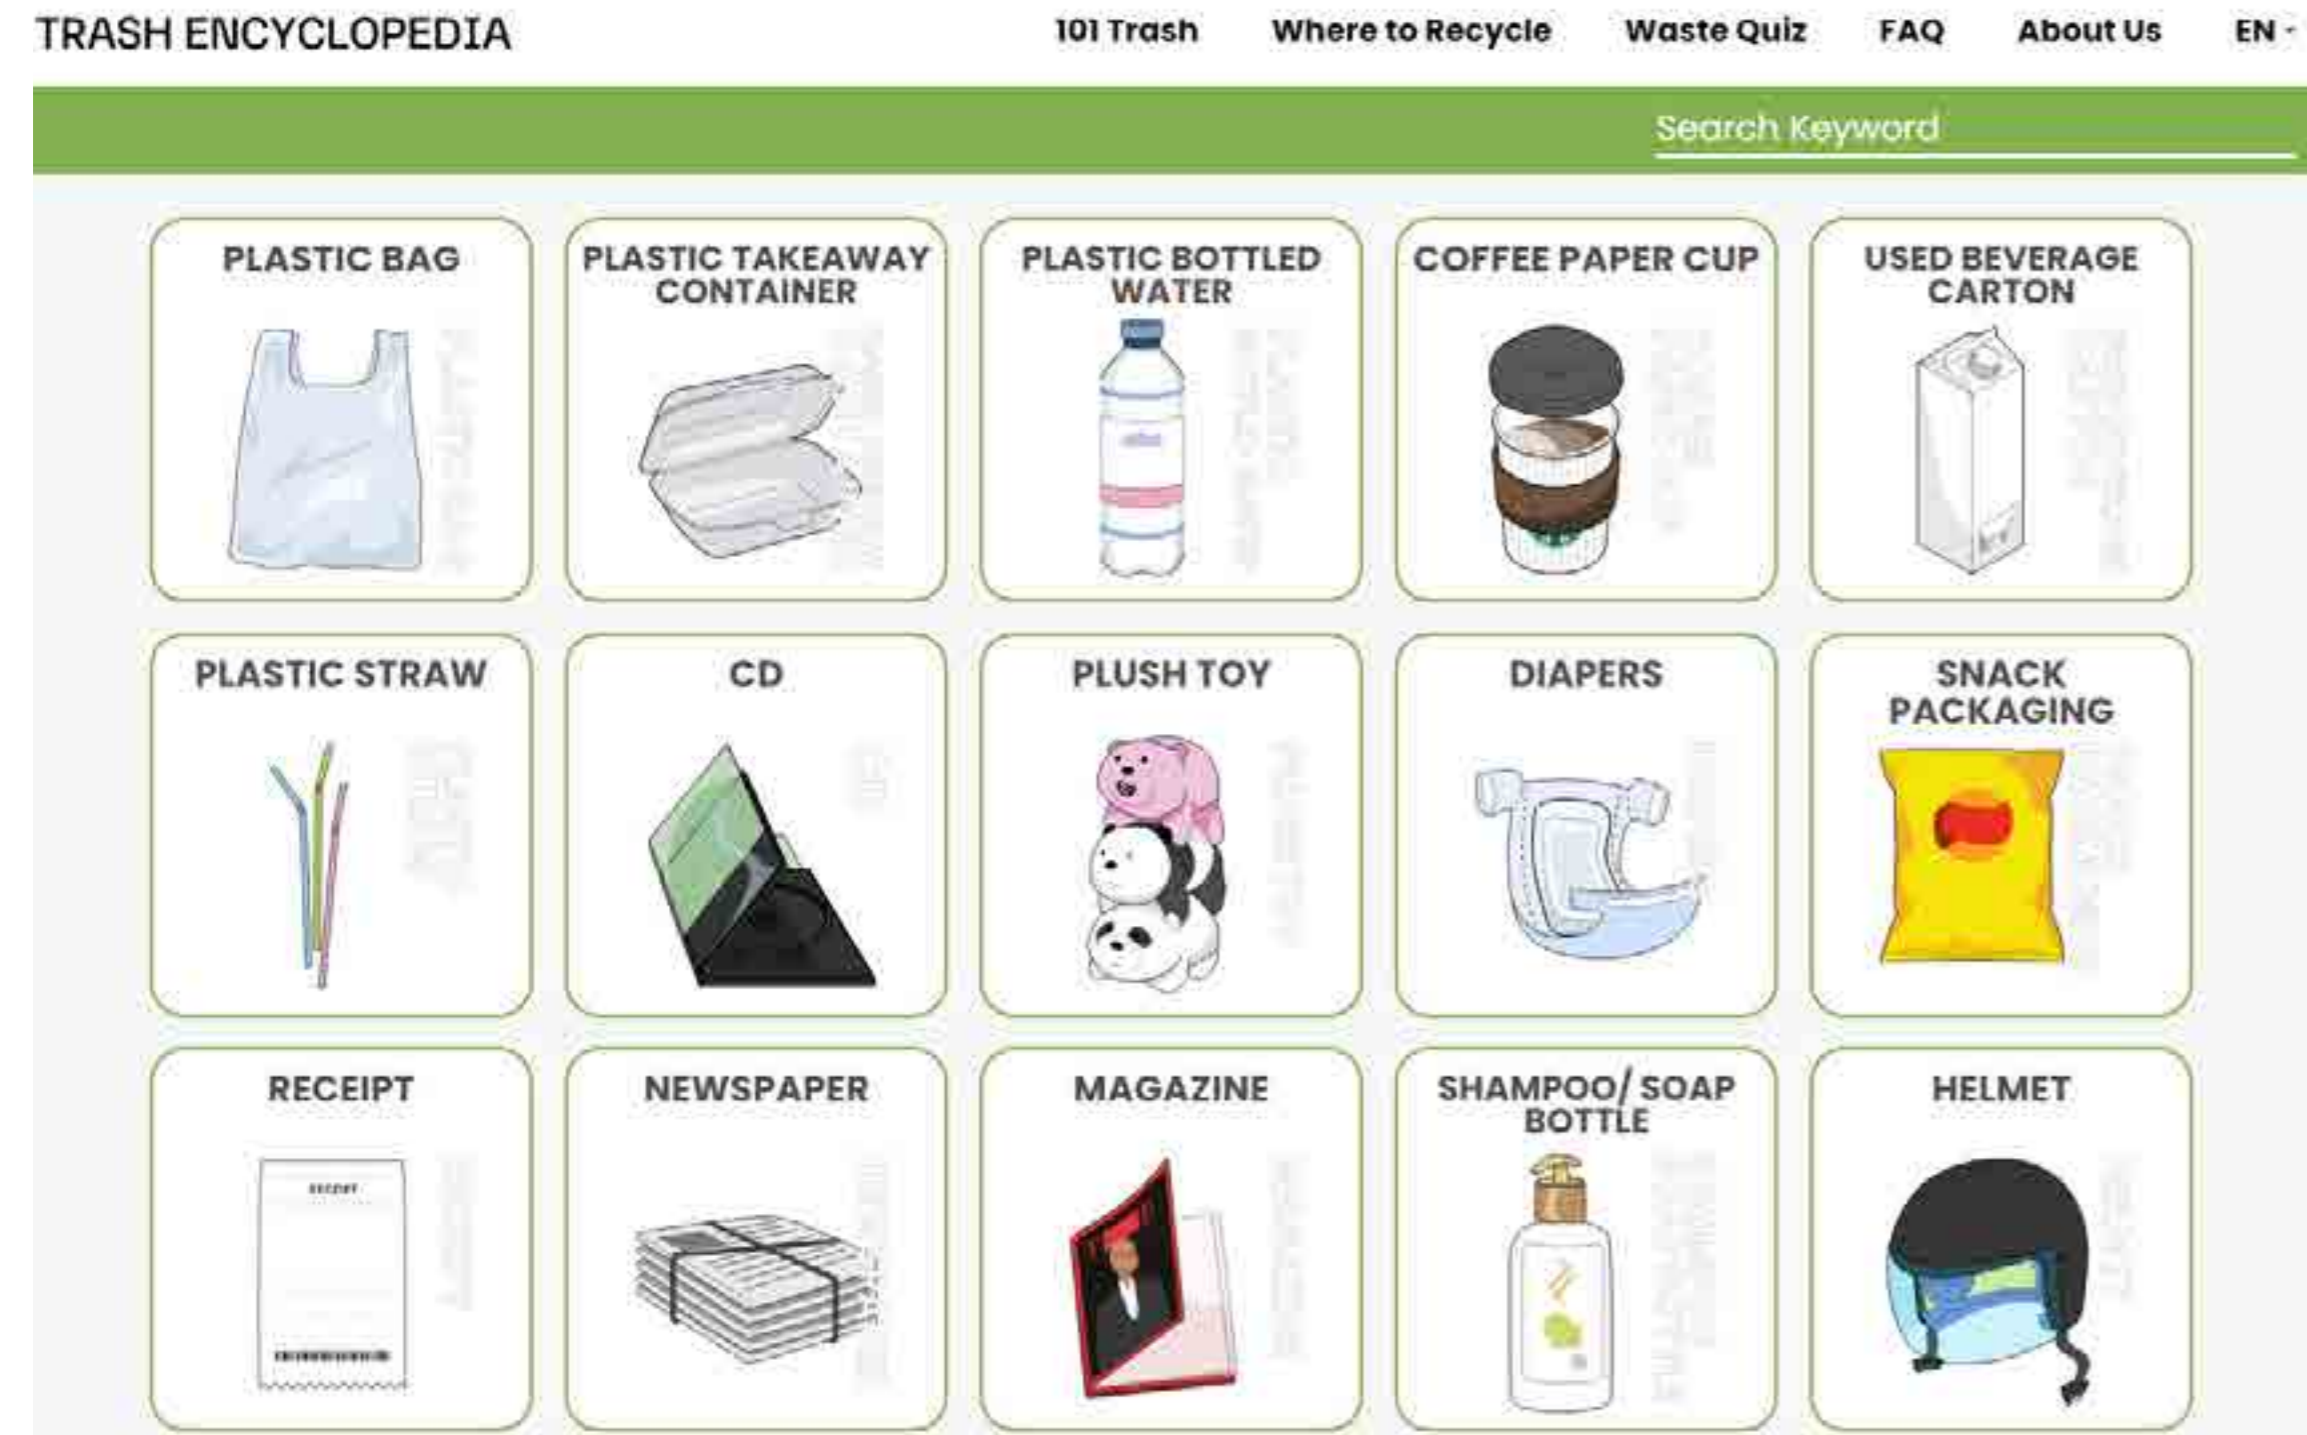 TRASH ENCYCLOPEDIA
101 Trash Where to Recycle Waste Quiz FAQ About Us EN
Search Keyword
PLASTIC BAG
PLASTIC TAKEAWAY
CONTAINER
PLASTIC BOTTLED
WATER
COFFEE PAPER CUP
USED BEVERAGE
CARTON
PLASTIC STRAW
CD
PLUSH TOY
DIAPERS
SNACK
PACKAGING
RECEIPT
RECEIPT
NEWSPAPER
MAGAZINE
SHAMPOO/ SOAP
BOTTLE
HELMET